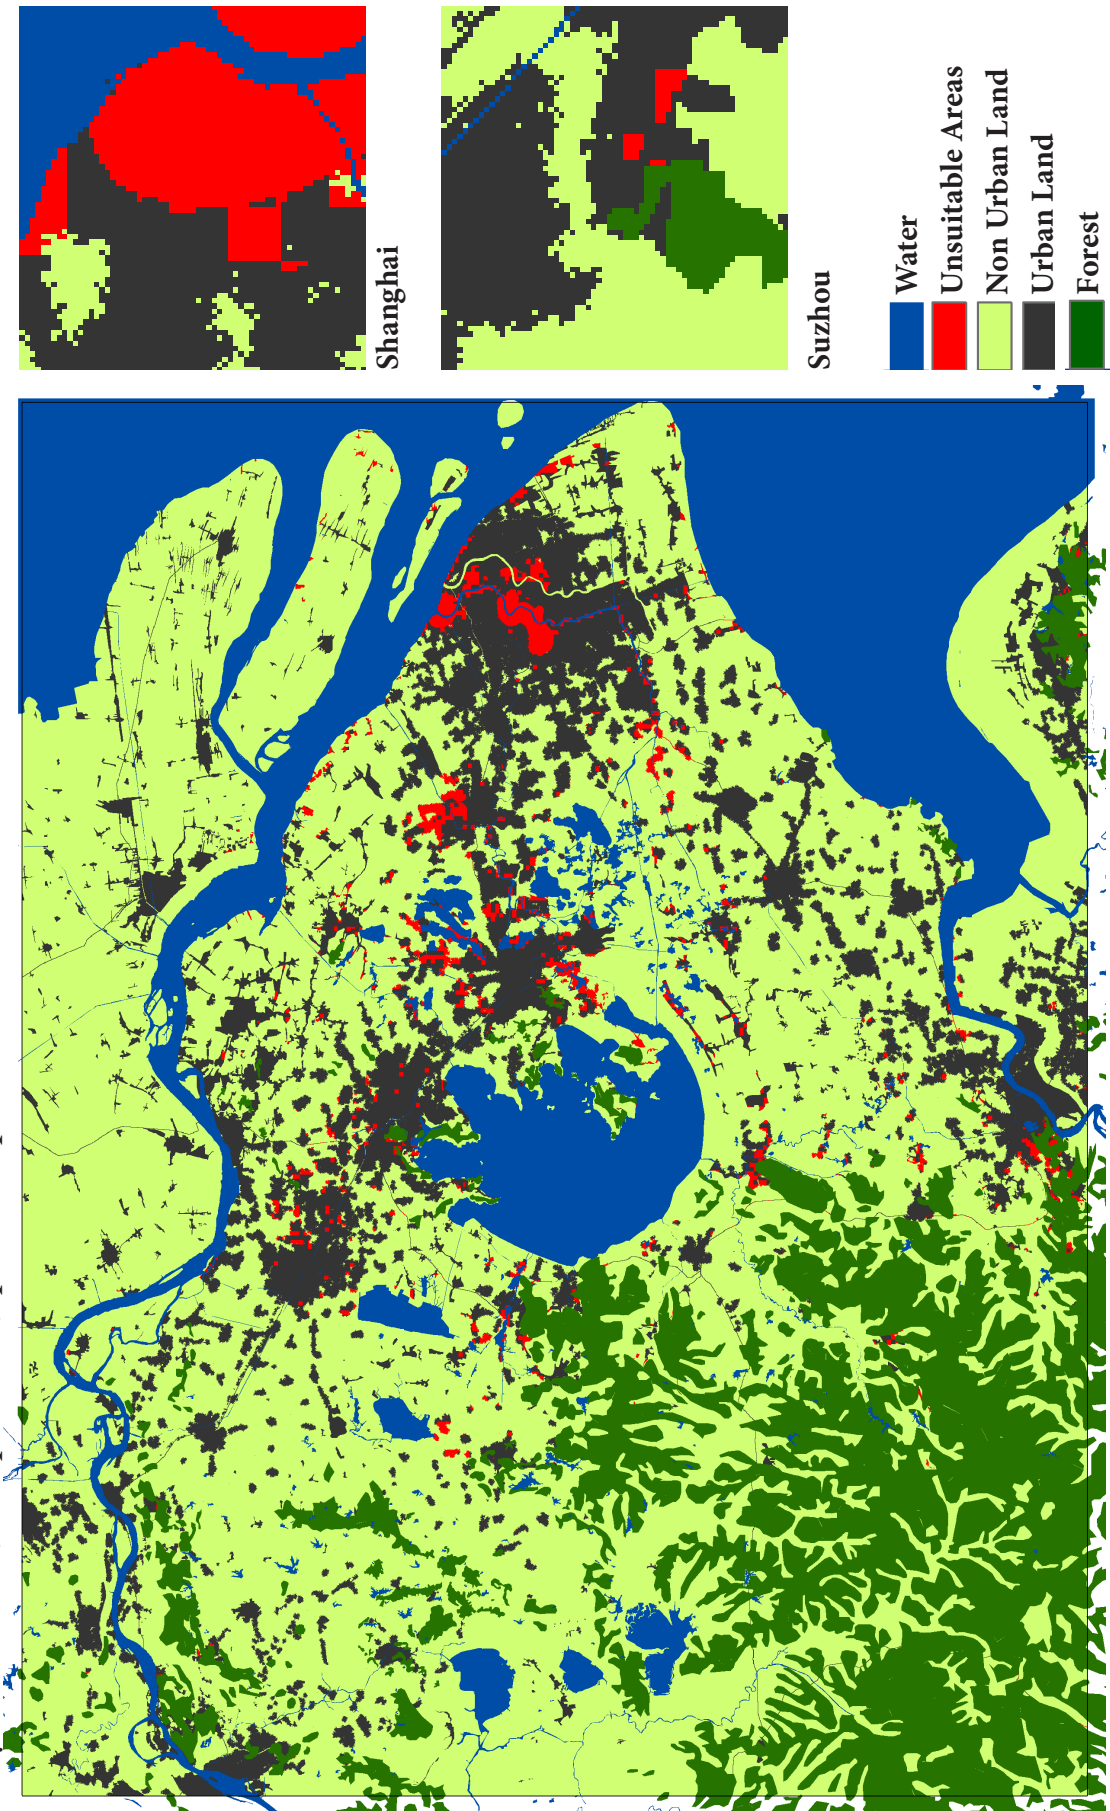 Shanghai
Suzhou
Water
Unsuitable Areas
Non Urban Land
Urban Land
Forest